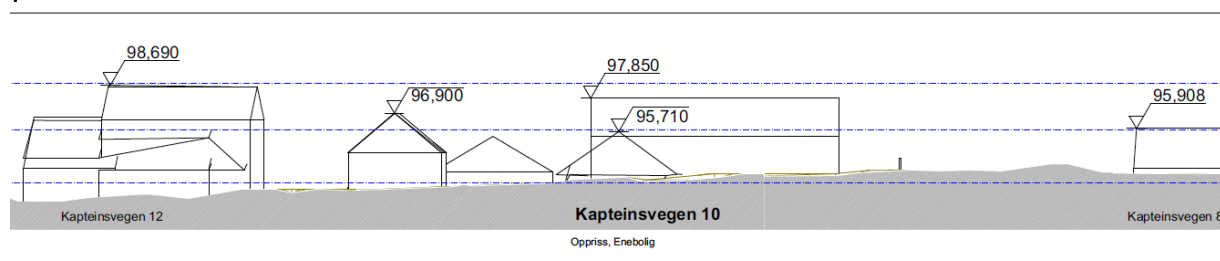 98,690
97,850
96,900
95,710
95,908
Kapteinsvegen 12
Kapteinsvegen 10
Kapteinsvegen 8
Oppriss, Enebolig